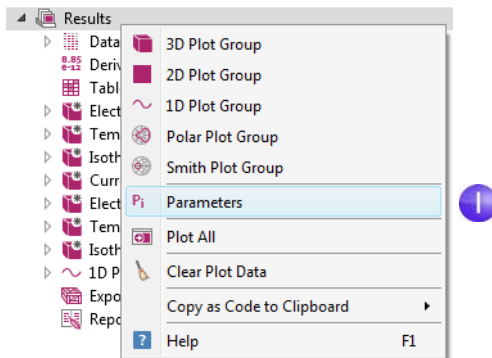 Results
Data
3D Plot Group
8.85
e-12
Deriv
2D Plot Group
Tabl
1D Plot Group
Elect
Polar Plot Group
Tem
Smith Plot Group
Isoth
Curr
Pi Parameters
1
Elect
Tem
Plot All
Isoth
1D P
Clear Plot Data
Expo
Copy as Code to Clipboard
Repo
? Help F1